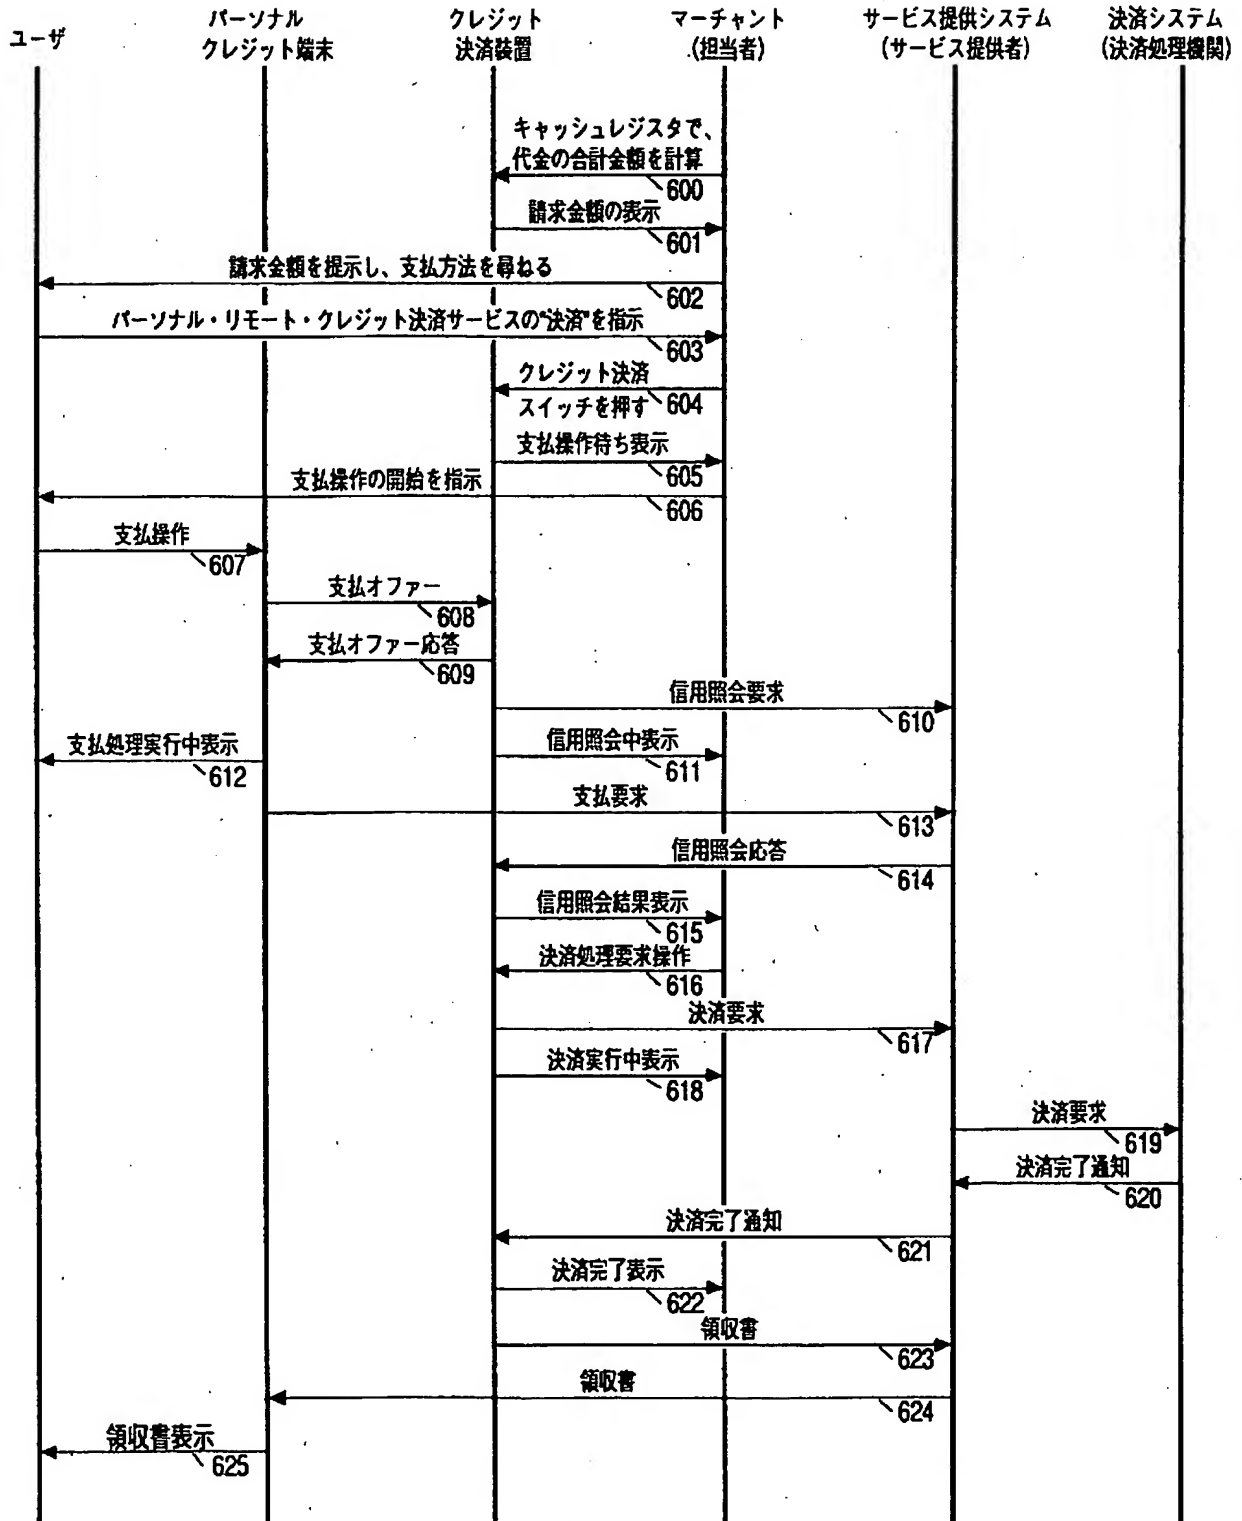 ユーザ
パーソナル
クレジット端末
クレジット
決済装置
マーチャント
(担当者)
サービス提供システム
(サービス提供者)
決済システム
(決済処理機関)
キャッシュレジスタで、
代金の合計金額を計算
600
請求金額の表示
601
請求金額を提示し、支払方法を尋ねる
602
パーソナル・リモート・クレジット決済サービスの"決済"を指示
603
クレジット決済
スイッチを押す
604
支払操作待ち表示
605
支払操作の開始を指示
606
支払操作
607
支払オファー
608
支払オファー応答
609
信用照会要求
610
信用照会中表示
611
支払処理実行中表示
612
支払要求
613
信用照会応答
614
信用照会結果表示
615
決済処理要求操作
616
決済要求
617
決済実行中表示
618
決済要求
619
決済完了通知
620
決済完了通知
621
決済完了表示
622
領収書
623
領収書
624
領収書表示
625